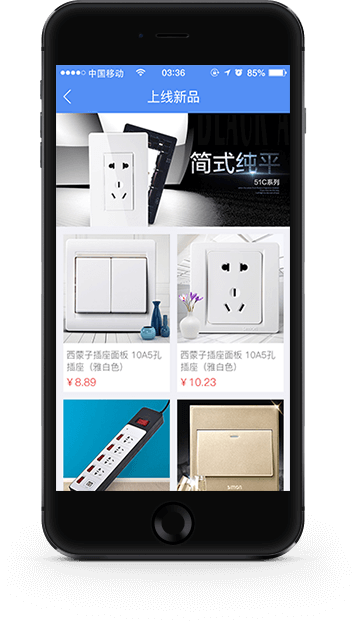 中国移动 03:36 85%
上线新品
简式纯平
51C系列
西蒙子插座面板 10A5孔
插座（雅白色）
¥ 8.89
西蒙子插座面板 10A5孔
插座（雅白色）
¥ 10.23
simon